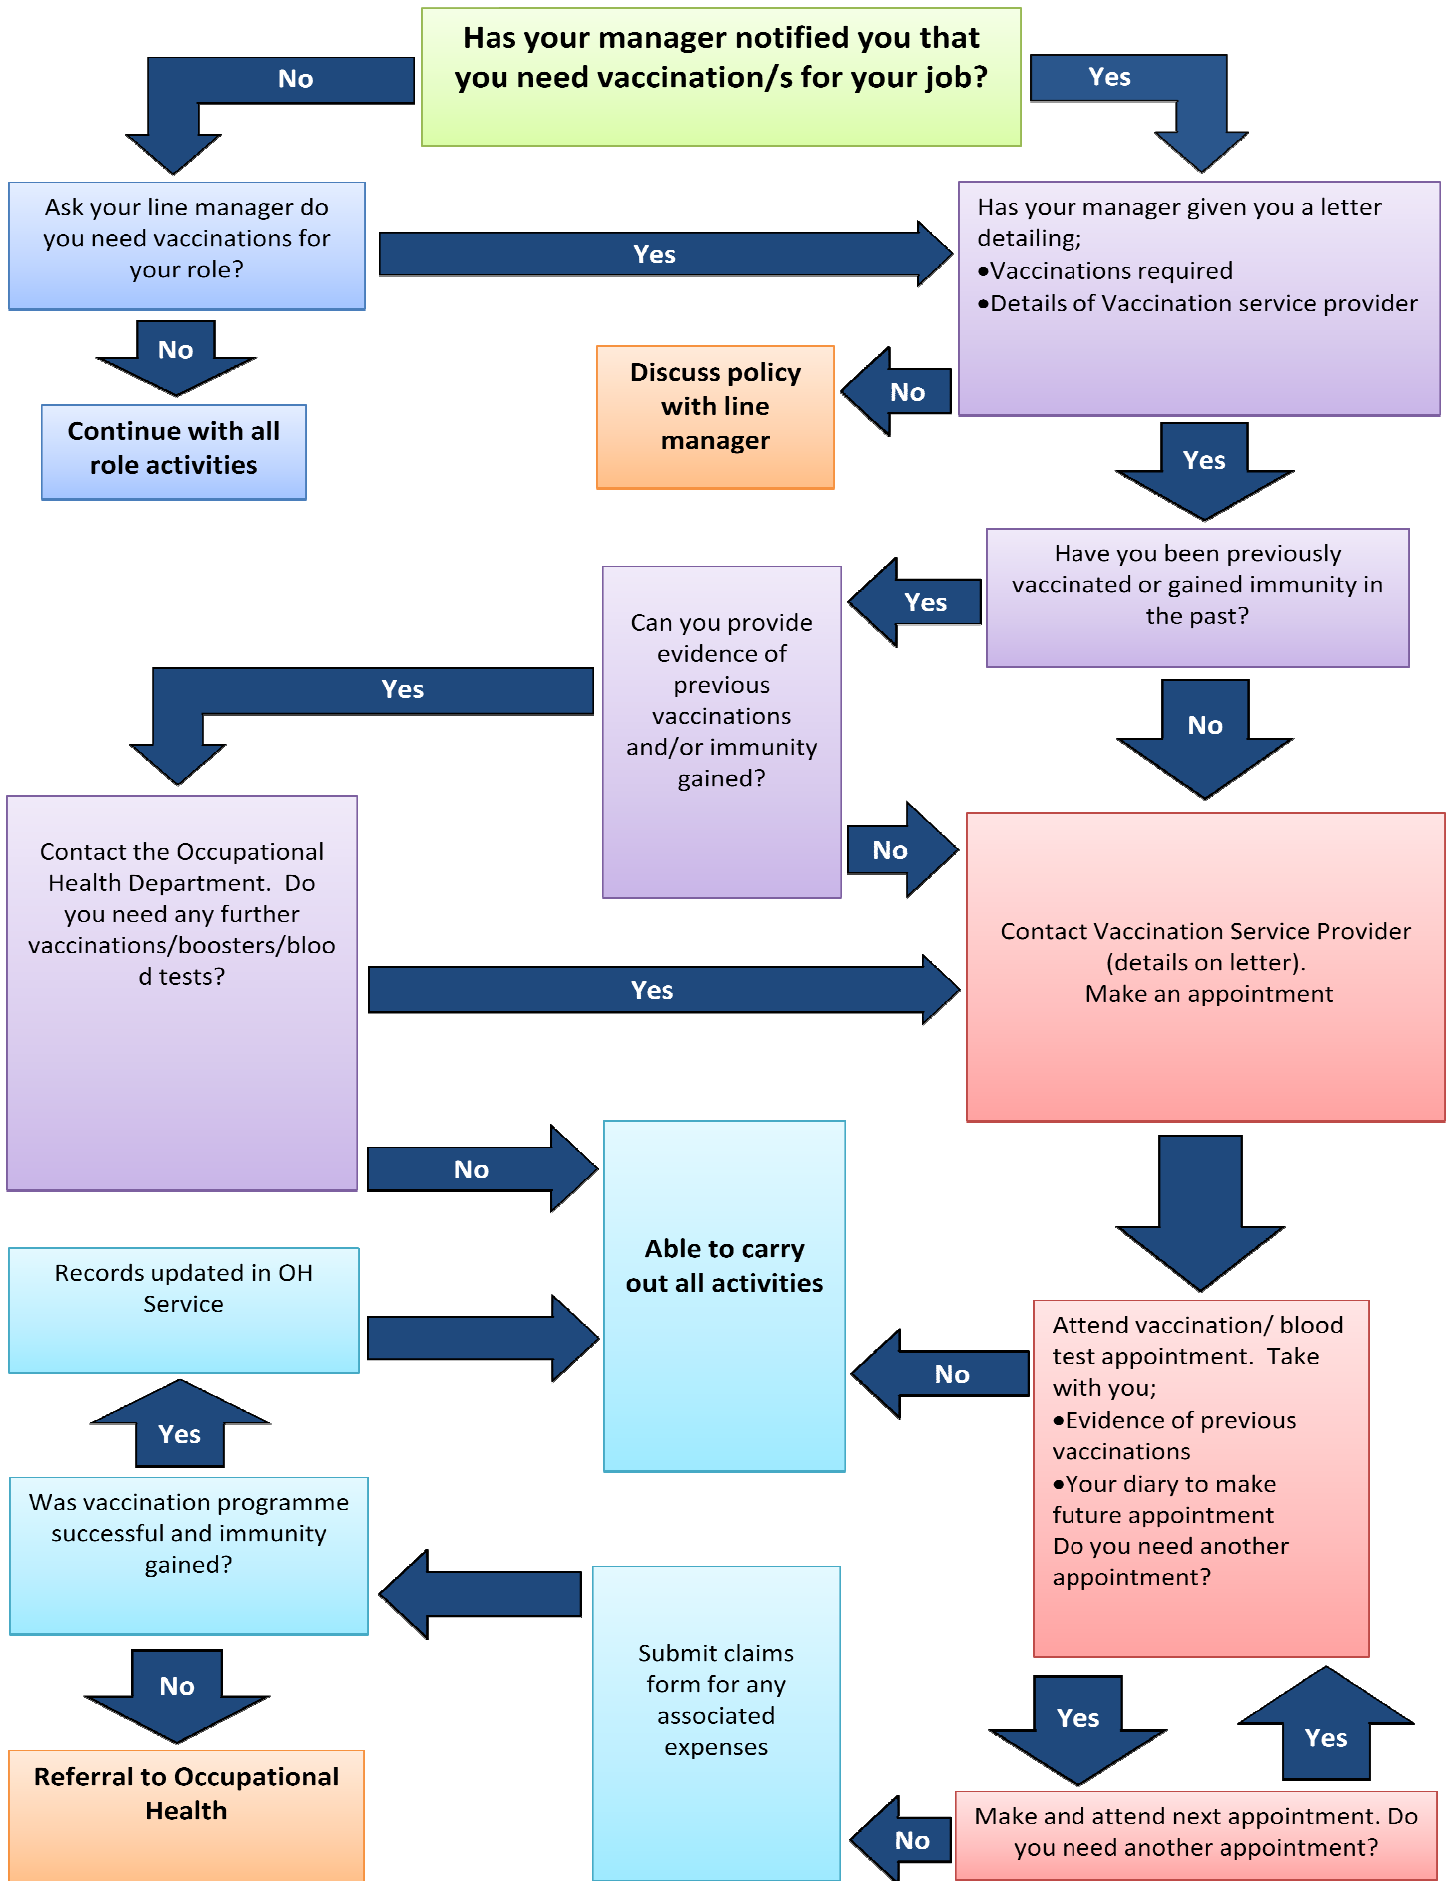 Has your manager notified you that
you need vaccination/s for your job?
No
Yes
Ask your line manager do
you need vaccinations for
your role?
Yes
Has your manager given you a letter
detailing;
•Vaccinations required
•Details of Vaccination service provider
No
Continue with all
role activities
Discuss policy
with line
manager
No
Yes
Have you been previously
vaccinated or gained immunity in
the past?
Yes
Can you provide
evidence of
previous
vaccinations
and/or immunity
gained?
Yes
No
No
Contact the Occupational
Health Department.  Do
you need any further
vaccinations/boosters/bloo
d tests?
Yes
Contact Vaccination Service Provider
(details on letter).
Make an appointment
No
Able to carry
out all activities
Records updated in OH
Service
Yes
No
Attend vaccination/ blood
test appointment.  Take
with you;
•Evidence of previous
vaccinations
•Your diary to make
future appointment
Do you need another
appointment?
Was vaccination programme
successful and immunity
gained?
Submit claims
form for any
associated
expenses
No
Yes
Yes
Referral to Occupational
Health
No
Make and attend next appointment. Do
you need another appointment?